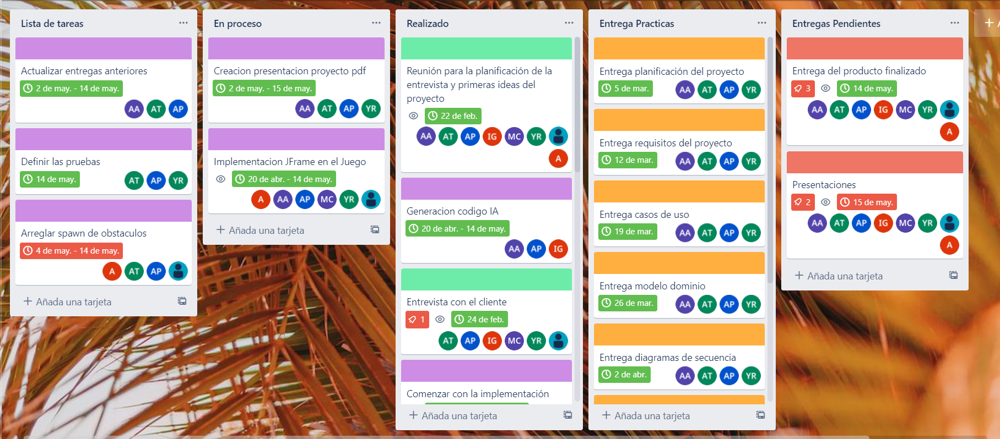 Lista de tareas
Actualizar entregas anteriores
2 de may. - 14 de may.
AA AT AP
Definir las pruebas
14 de may.
AT AP YR
Arreglar spawn de obstaculos
4 de may. - 14 de may.
A AT AP
+ Añada una tarjeta
En proceso
Creacion presentacion proyecto pdf
2 de may. - 15 de may.
AA AT AP YR
Implementacion JFrame en el Juego
20 de abr. - 14 de may.
A AA AP MC YR
+ Añada una tarjeta
Realizado
Reunión para la planificación de la
entrevista y primeras ideas del
proyecto
22 de feb.
AA AT AP IG MC YR
A
Generacion codigo IA
20 de abr. - 14 de may.
AA AP IG
Entrevista con el cliente
1 24 de feb.
AT AP IG MC YR
Comenzar con la implementación
+ Añada una tarjeta
Entrega Practicas
Entrega planificación del proyecto
5 de mar.
AA AT AP YR
Entrega requisitos del proyecto
12 de mar.
AA AT AP YR
Entrega casos de uso
19 de mar.
AA AT AP YR
Entrega modelo dominio
26 de mar.
AA AT AP YR
Entrega diagramas de secuencia
2 de abr.
AA AT AP YR
+ Añada una tarjeta
Entregas Pendientes
Entrega del producto finalizado
3 14 de may.
AA AT AP IG MC YR
A
Presentaciones
2 15 de may.
AA AT AP IG MC YR
A
+ Añada una tarjeta
+